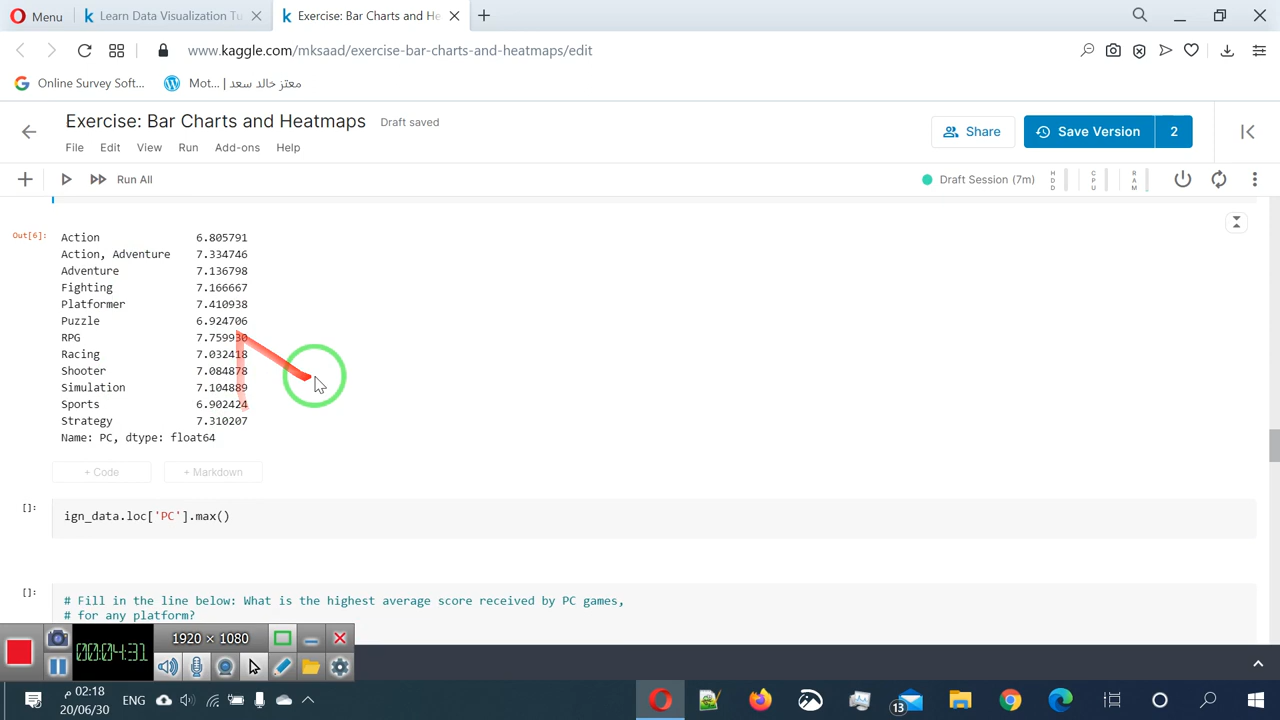 Menu
Learn Data Visualization Tu
Exercise: Bar Charts and He
www.kaggle.com/mksaad/exercise-bar-charts-and-heatmaps/edit
Online Survey Soft...
Mot... | معتز خالد سعد
Exercise: Bar Charts and Heatmaps
Draft saved
Share
Save Version
2
File Edit View Run Add-ons Help
Run All
Draft Session (7m)
HDD
CPU
RAM
Out[6]:
Action 6.805791
Action, Adventure 7.334746
Adventure 7.136798
Fighting 7.166667
Platformer 7.410938
Puzzle 6.924706
RPG 7.759930
Racing 7.032418
Shooter 7.084878
Simulation 7.104889
Sports 6.902424
Strategy 7.310207
Name: PC, dtype: float64
+ Code
+ Markdown
[]:
ign_data.loc['PC'].max()
[]:
# Fill in the line below: What is the highest average score received by PC games,
# for any platform?
1920 × 1080
00:04:31
02:18 م
20/06/30
ENG
13